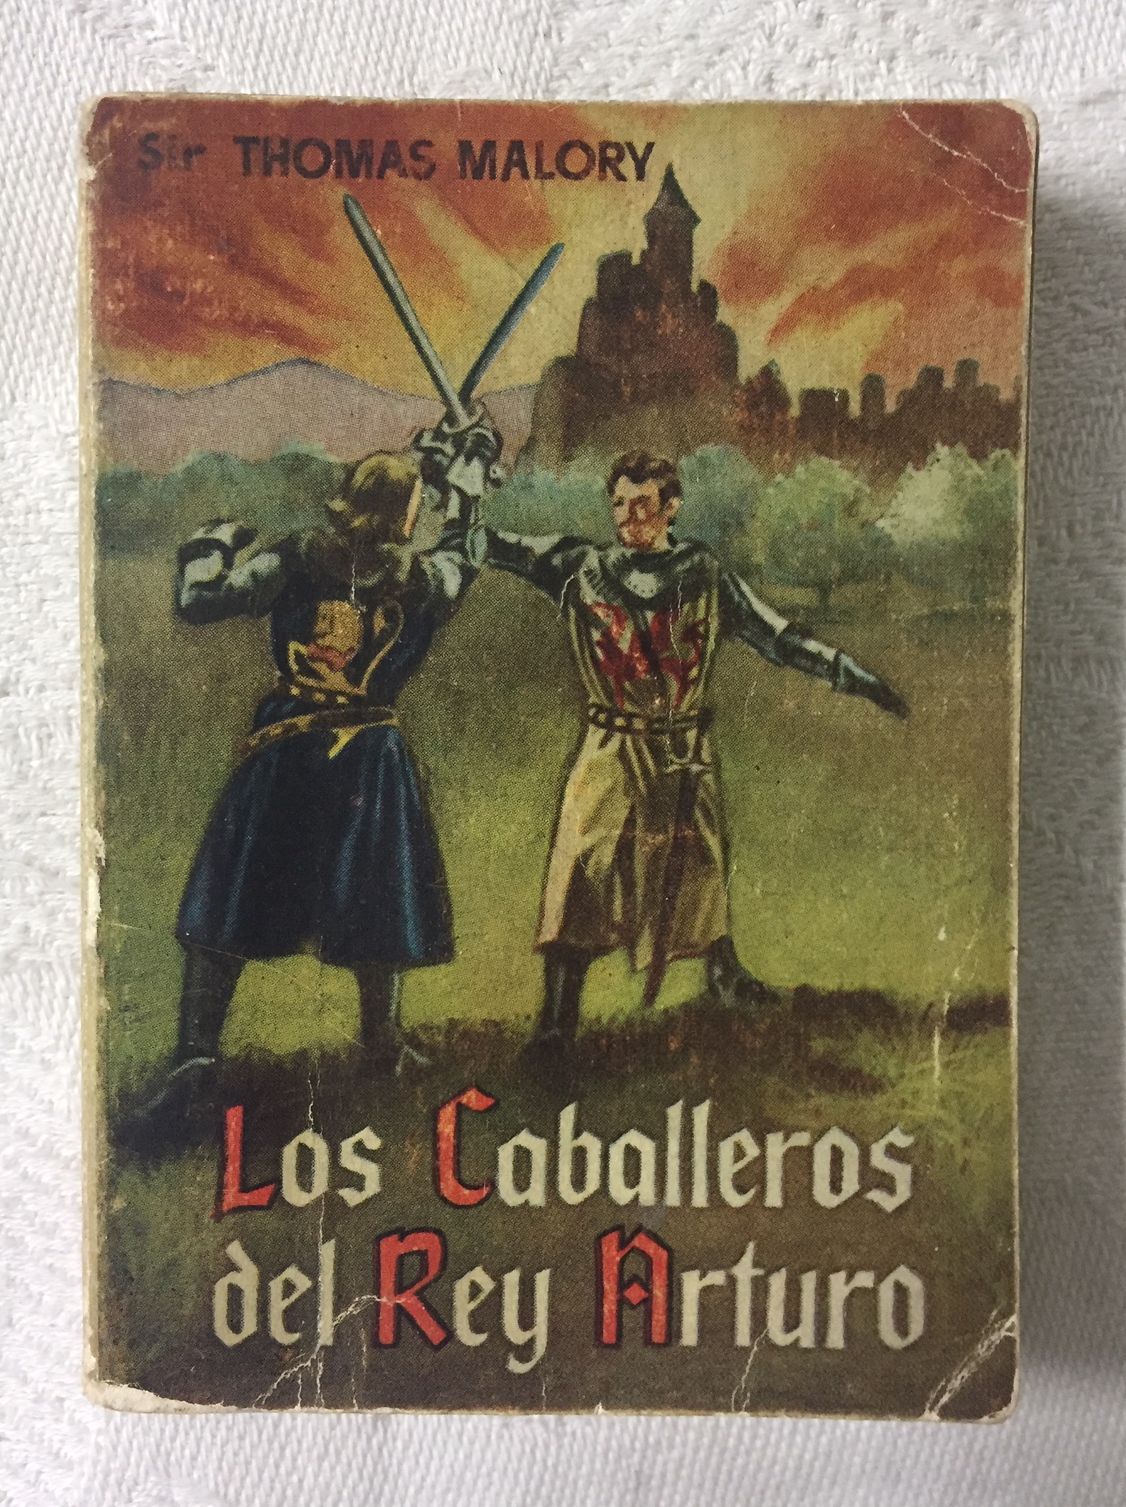 Sir THOMAS MALORY
Los Caballeros
del Rey Arturo